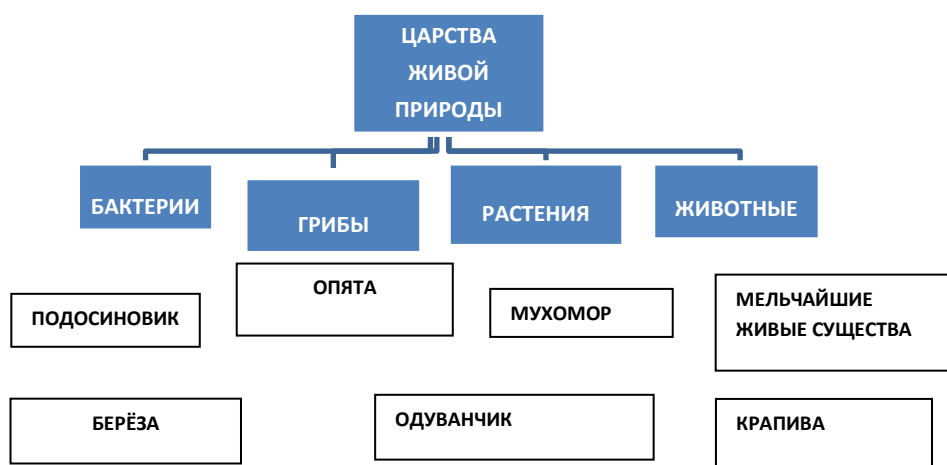 ЦАРСТВА
ЖИВОЙ
ПРИРОДЫ
БАКТЕРИИ
ГРИБЫ
РАСТЕНИЯ
ЖИВОТНЫЕ
ПОДОСИНОВИК
ОПЯТА
МУХОМОР
МЕЛЬЧАЙШИЕ
ЖИВЫЕ СУЩЕСТВА
БЕРЁЗА
ОДУВАНЧИК
КРАПИВА